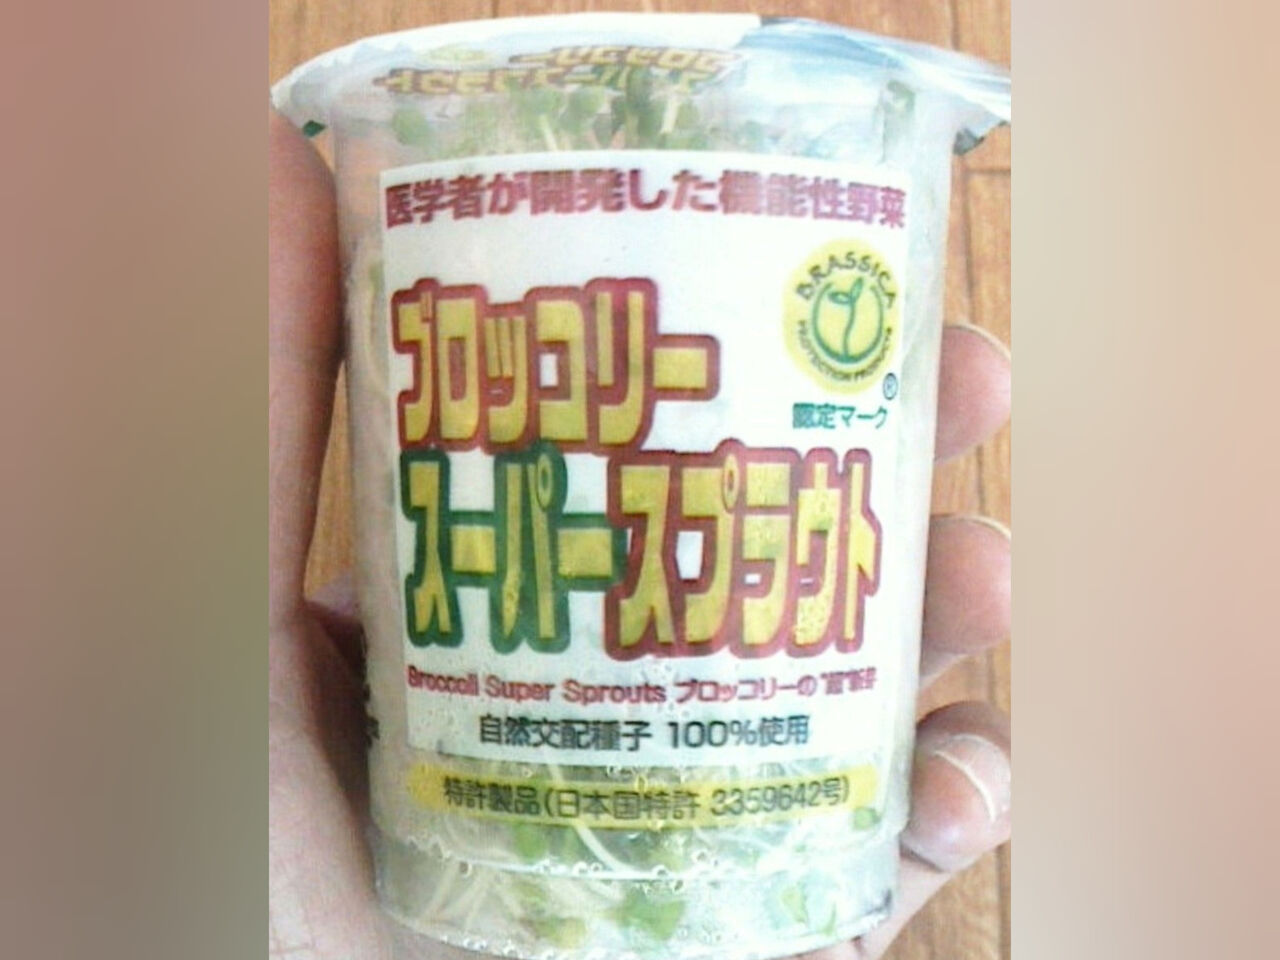 医学者が開発した機能性野菜
BRASSICA
PROTECTION PRODUCTS
®
認定マーク
ブロッコリー
スーパースプラウト
Broccoli Super Sprouts ブロッコリーの
自然交配種子 100%使用
特許製品(日本国特許 3359642号)